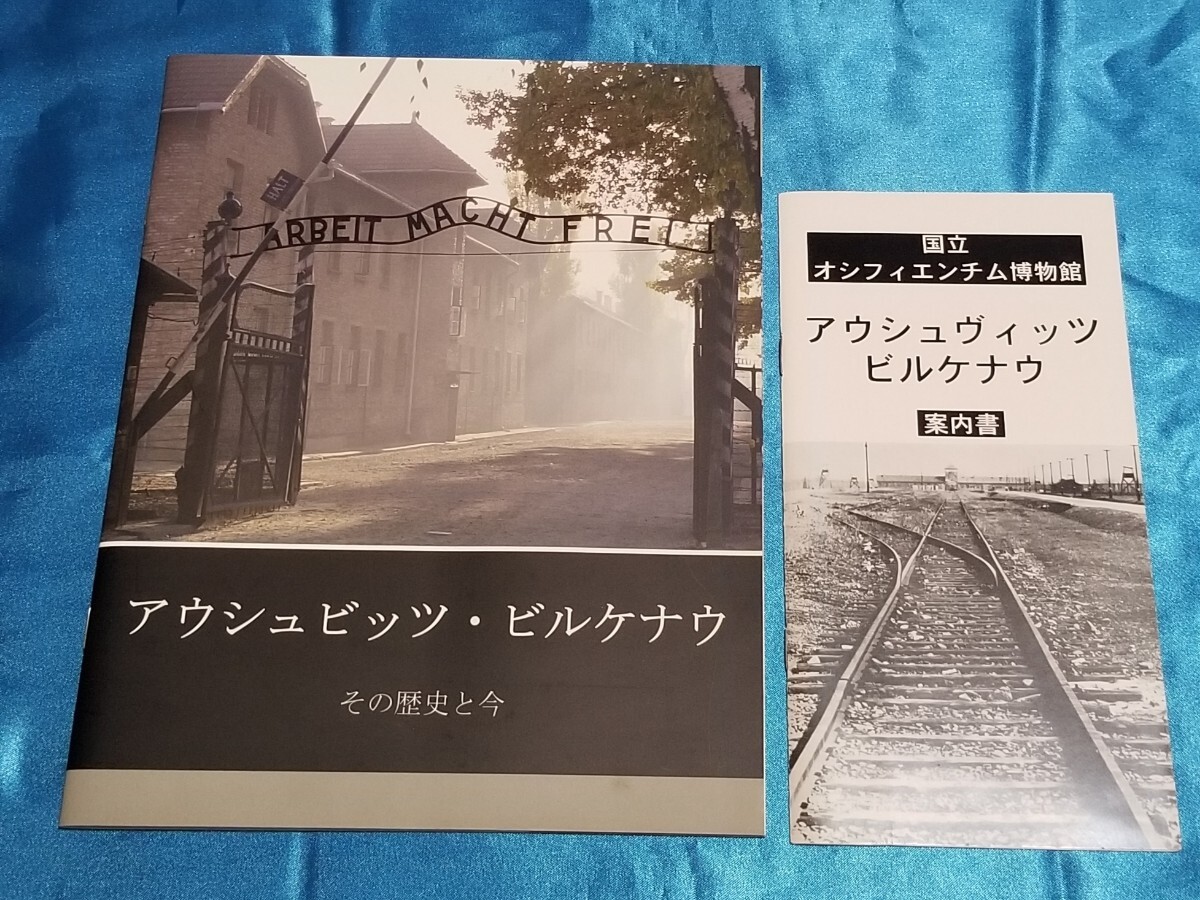 HALT
ARBEIT MACHT FREI
アウシュビッツ・ビルケナウ
その歴史と今
国立
オシフィエンチム博物館
アウシュヴィッツ
ビルケナウ
案内書